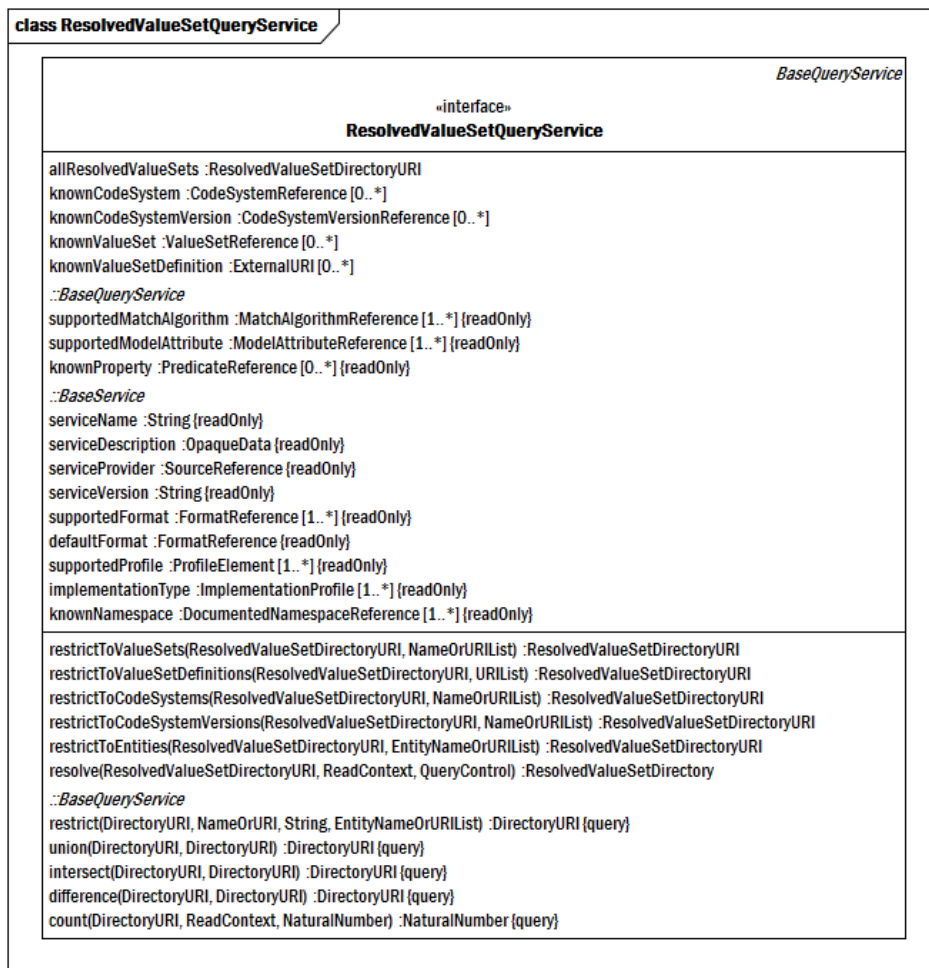 class ResolvedValueSetQueryService
BaseQueryService
«interface»
ResolvedValueSetQueryService
allResolvedValueSets :ResolvedValueSetDirectoryURI
knownCodeSystem :CodeSystemReference [0..*]
knownCodeSystemVersion :CodeSystemVersionReference [0..*]
knownValueSet :ValueSetReference [0..*]
knownValueSetDefinition :ExternalURI [0..*]
::BaseQueryService
supportedMatchAlgorithm :MatchAlgorithmReference [1..*] {readOnly}
supportedModelAttribute :ModelAttributeReference [1..*] {readOnly}
knownProperty :PredicateReference [0..*] {readOnly}
::BaseService
serviceName :String {readOnly}
serviceDescription :OpaqueData {readOnly}
serviceProvider :SourceReference {readOnly}
serviceVersion :String {readOnly}
supportedFormat :FormatReference [1..*] {readOnly}
defaultFormat :FormatReference {readOnly}
supportedProfile :ProfileElement [1..*] {readOnly}
implementationType :ImplementationProfile [1..*] {readOnly}
knownNamespace :DocumentedNamespaceReference [1..*] {readOnly}
restrictToValueSets(ResolvedValueSetDirectoryURI, NameOrURIList) :ResolvedValueSetDirectoryURI
restrictToValueSetDefinitions(ResolvedValueSetDirectoryURI, URIList) :ResolvedValueSetDirectoryURI
restrictToCodeSystems(ResolvedValueSetDirectoryURI, NameOrURIList) :ResolvedValueSetDirectoryURI
restrictToCodeSystemVersions(ResolvedValueSetDirectoryURI, NameOrURIList) :ResolvedValueSetDirectoryURI
restrictToEntities(ResolvedValueSetDirectoryURI, EntityNameOrURIList) :ResolvedValueSetDirectoryURI
resolve(ResolvedValueSetDirectoryURI, ReadContext, QueryControl) :ResolvedValueSetDirectory
::BaseQueryService
restrict(DirectoryURI, NameOrURI, String, EntityNameOrURIList) :DirectoryURI {query}
union(DirectoryURI, DirectoryURI) :DirectoryURI {query}
intersect(DirectoryURI, DirectoryURI) :DirectoryURI {query}
difference(DirectoryURI, DirectoryURI) :DirectoryURI {query}
count(DirectoryURI, ReadContext, NaturalNumber) :NaturalNumber {query}